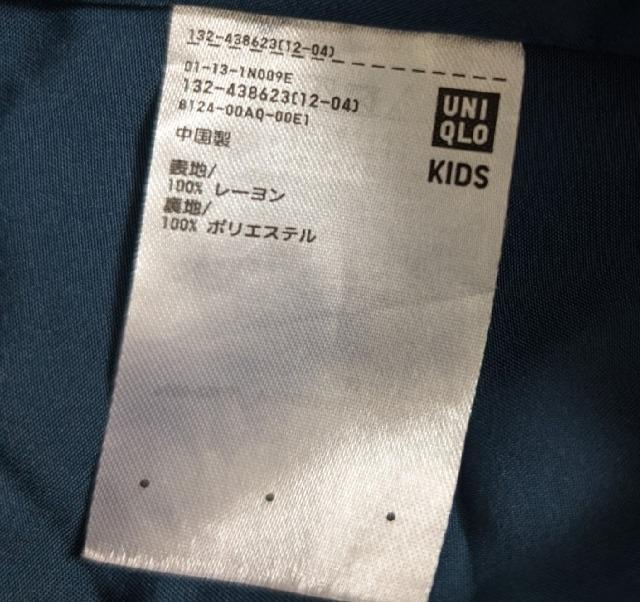 132-438623(12-04)
01-13-1N009E
132-438623(12-04)
8124-00AQ-00E1
中国製
表地/
100% レーヨン
裏地/
100% ポリエステル
UNI
QLO
KIDS